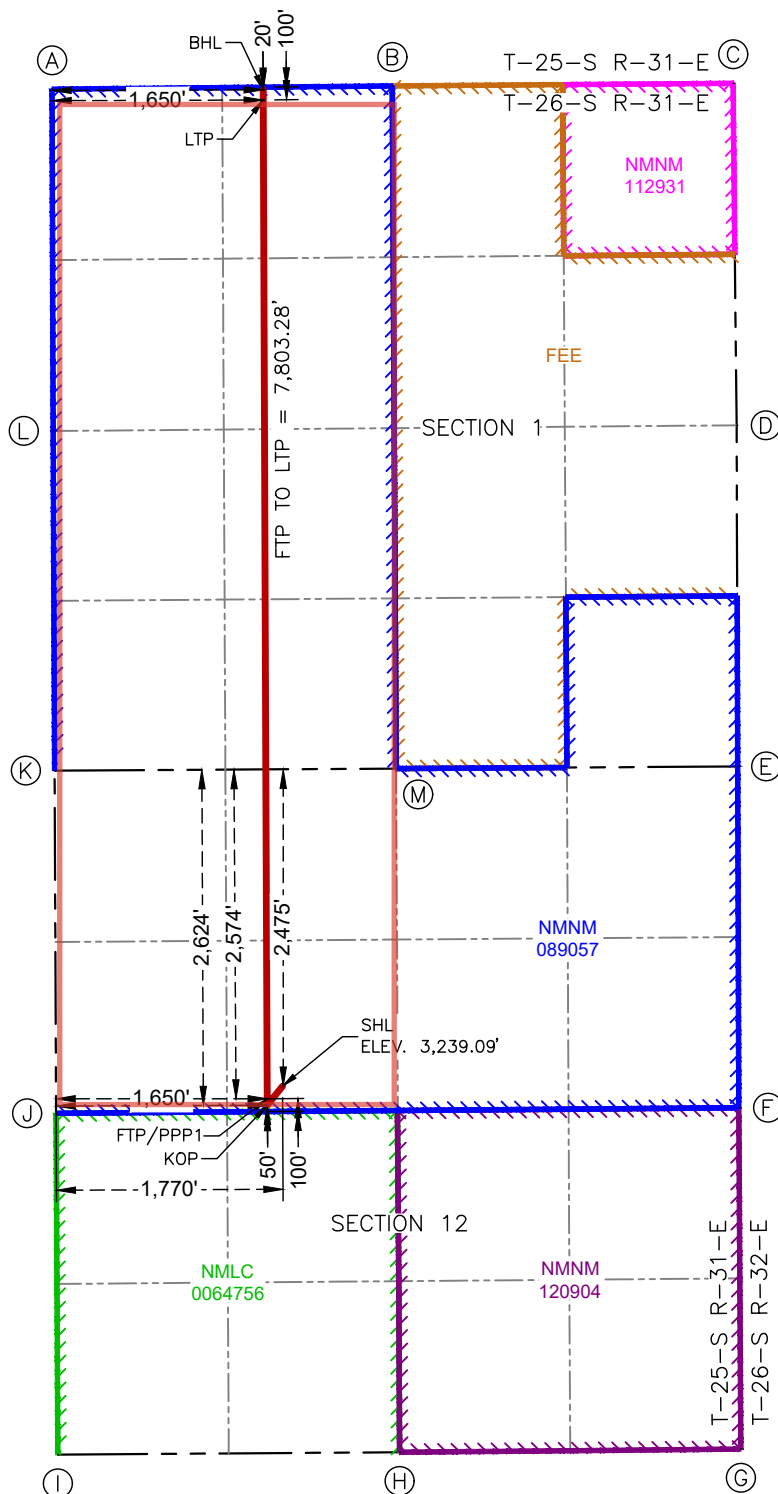 A
BHL
20'
100'
B
C
T-25-S R-31-E
T-26-S R-31-E
1,650'
LTP
NMNM
112931
FTP TO LTP = 7,803.28'
FEE
L
SECTION 1
D
K
M
E
2,624'
2,574'
2,475'
NMNM
089057
SHL
ELEV. 3,239.09'
1,650'
J
F
FTP/PPP1
KOP
50'
100'
1,770'
SECTION 12
NMLC
0064756
NMNM
120904
T-25-S R-31-E
T-26-S R-32-E
I
H
G